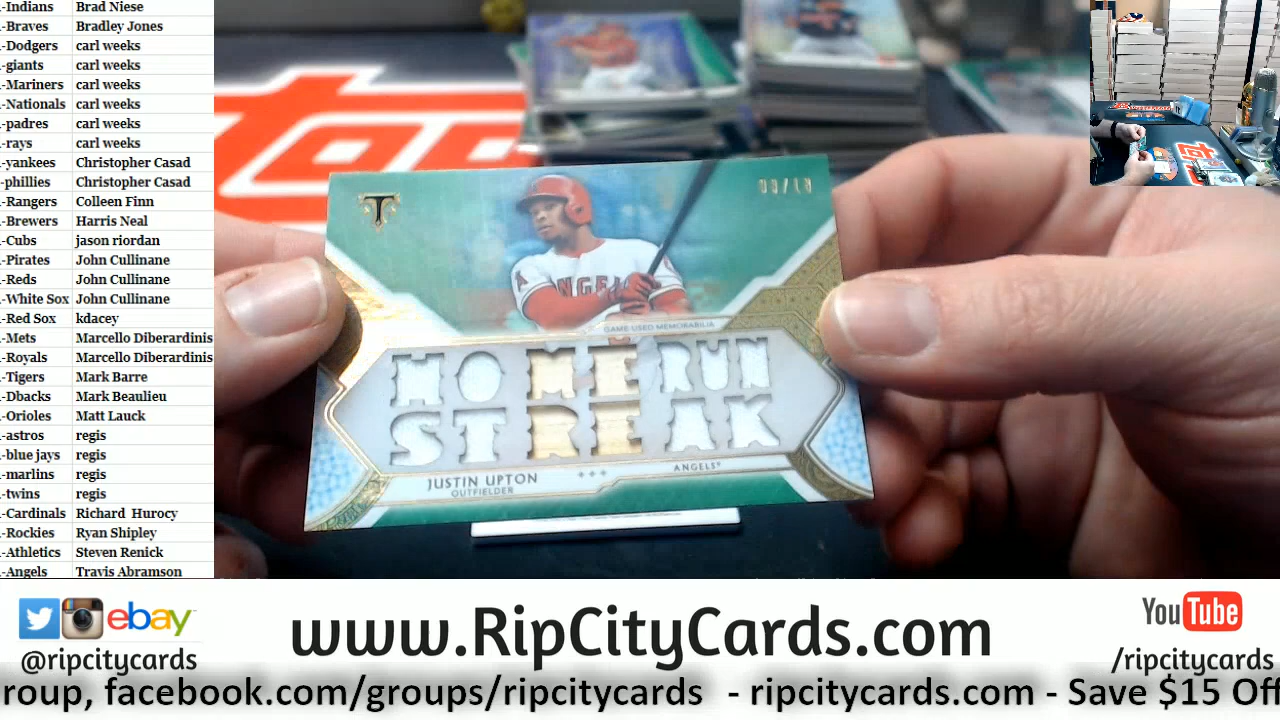 -Indians Brad Niese
-Braves Bradley Jones
-Dodgers carl weeks
-giants carl weeks
-Mariners carl weeks
-Nationals carl weeks
-padres carl weeks
-rays carl weeks
-yankees Christopher Casad
-phillies Christopher Casad
-Rangers Colleen Finn
-Brewers Harris Neal
-Cubs jason riordan
-Pirates John Cullinane
-Reds John Cullinane
-White Sox John Cullinane
-Red Sox kdacey
-Mets Marcello Diberardinis
-Royals Marcello Diberardinis
-Tigers Mark Barre
-Dbacks Mark Beaulieu
-Orioles Matt Lauck
-astros regis
-blue jays regis
-marlins regis
-twins regis
-Cardinals Richard Hurocy
-Rockies Ryan Shipley
-Athletics Steven Renick
-Angels Travis Abramson
T
ANGELS
GAME-USED MEMORABILIA
HOME RUN
STREAK
JUSTIN UPTON
OUTFIELDER
ANGELS
ebay
@ripcitycards
www.RipCityCards.com
YouTube
/ripcitycards
roup, facebook.com/groups/ripcitycards - ripcitycards.com - Save $15 Off